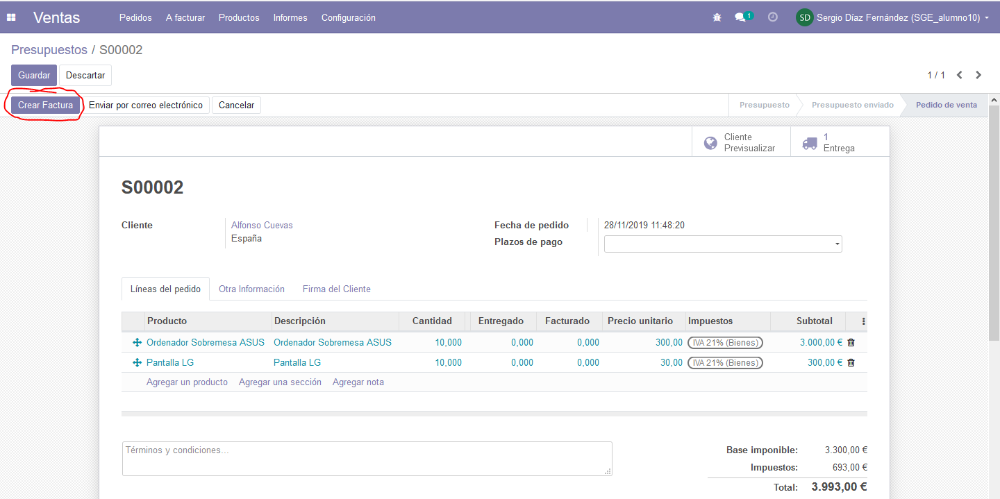 Ventas Pedidos A facturar Productos Informes Configuración 1 SD Sergio Díaz Fernández (SGE_alumno10)
Presupuestos / S00002
Guardar Descartar 1 / 1
Crear Factura Enviar por correo electrónico Cancelar Presupuesto Presupuesto enviado Pedido de venta
Cliente
Previsualizar
1
Entrega
S00002
Cliente Alfonso Cuevas
España
Fecha de pedido 28/11/2019 11:48:20
Plazos de pago
Líneas del pedido Otra Información Firma del Cliente
Producto Descripción Cantidad Entregado Facturado Precio unitario Impuestos Subtotal
Ordenador Sobremesa ASUS Ordenador Sobremesa ASUS 10,000 0,000 0,000 300,00 IVA 21% (Bienes) 3.000,00 €
Pantalla LG Pantalla LG 10,000 0,000 0,000 30,00 IVA 21% (Bienes) 300,00 €
Agregar un producto Agregar una sección Agregar nota
Términos y condiciones...
Base imponible: 3.300,00 €
Impuestos: 693,00 €
Total: 3.993,00 €